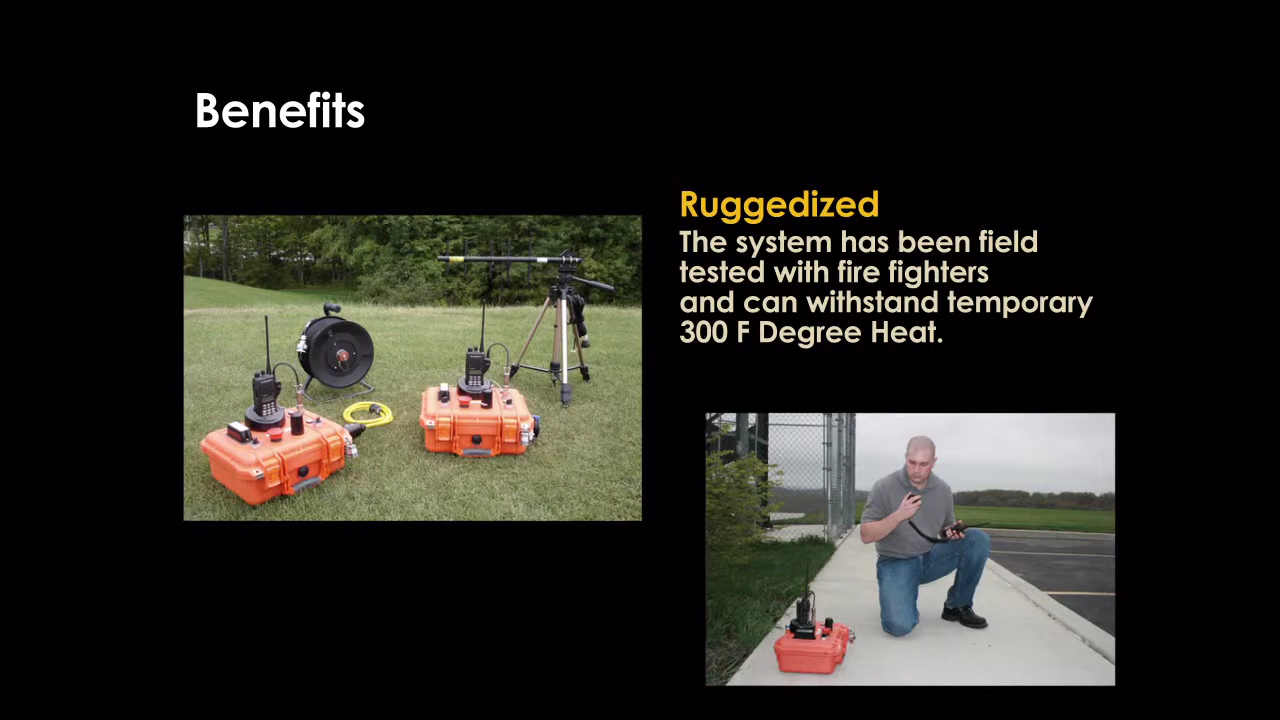 Benefits
Ruggedized
The system has been field
tested with fire fighters
and can withstand temporary
300 F Degree Heat.